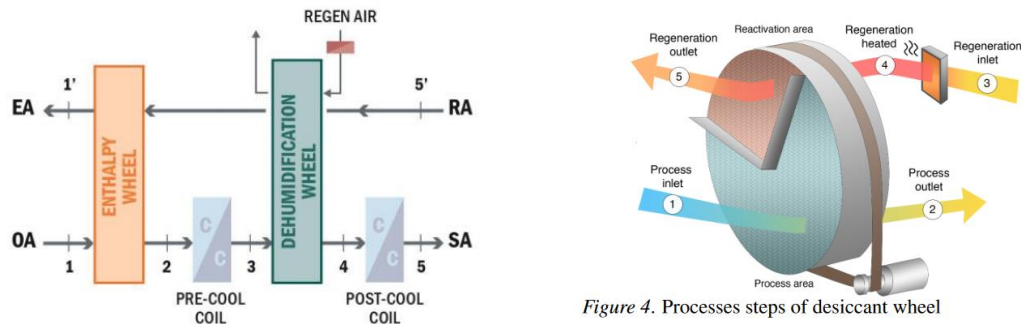 REGEN AIR
1'
5'
EA
RA
ENTHALPY
WHEEL
DEHUMIDIFICATION
WHEEL
C
C
C
C
OA
SA
1
2
3
4
5
PRE-COOL
COIL
POST-COOL
COIL
Reactivation area
Regeneration
outlet
5
Regeneration
heated
4
Regeneration
inlet
3
Process
inlet
1
Process
outlet
2
Process area
Figure 4. Processes steps of desiccant wheel